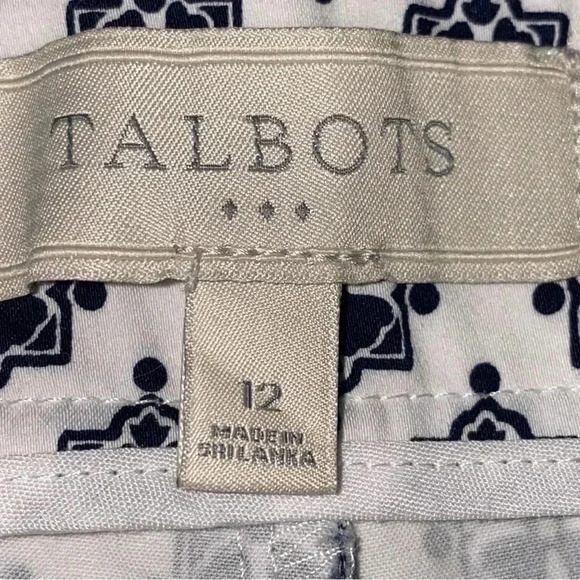 TALBOTS
12
MADE IN
SRI LANKA